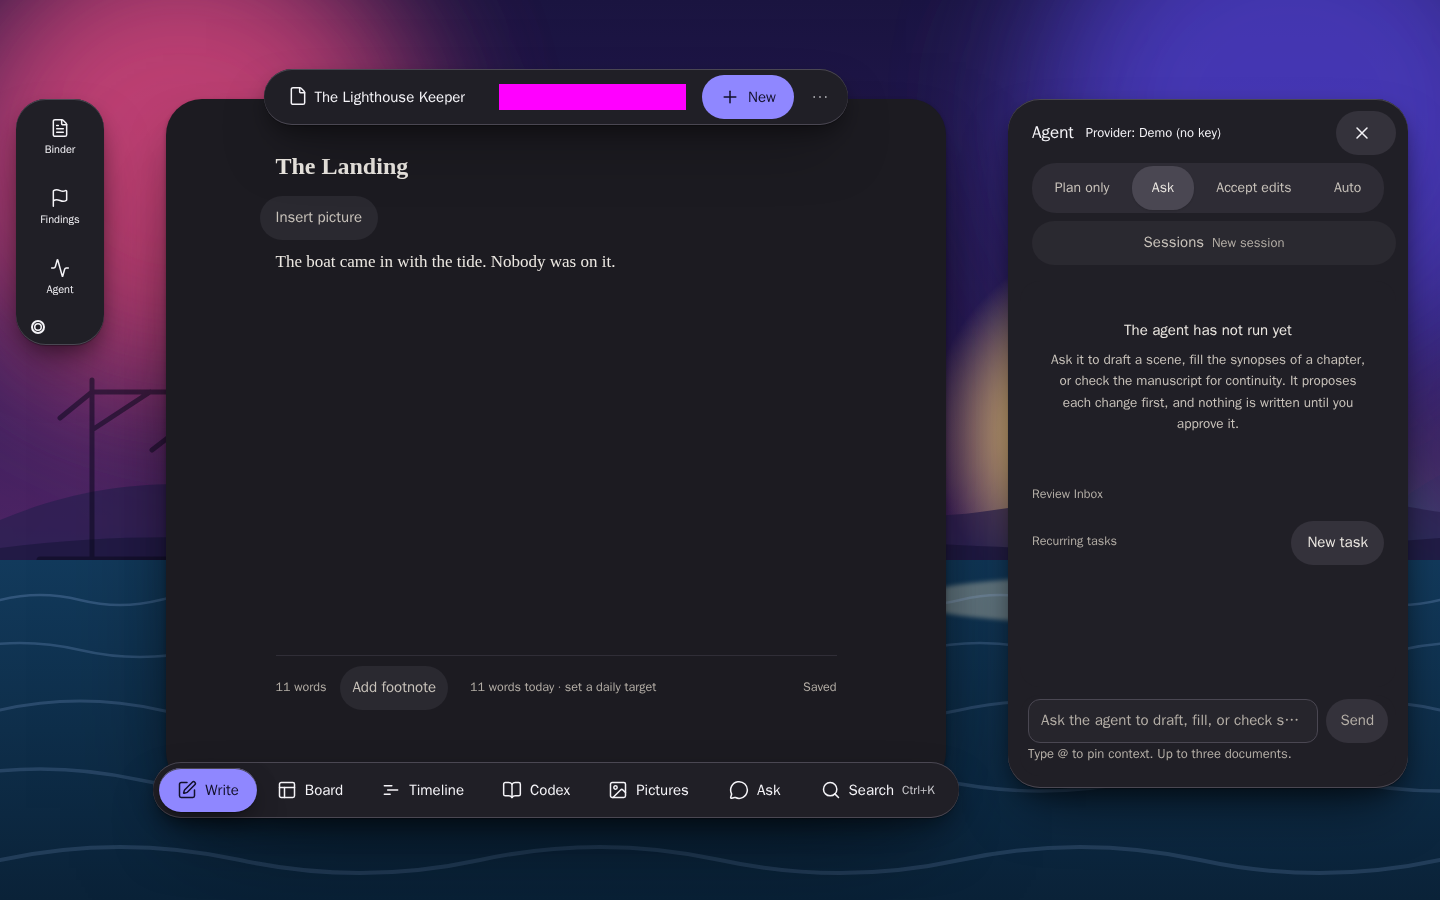 The Lighthouse Keeper
New
Binder
Findings
Agent
The Landing
Insert picture
The boat came in with the tide. Nobody was on it.
11 words
Add footnote
11 words today · set a daily target
Saved
Write
Board
Timeline
Codex
Pictures
Ask
Search Ctrl+K
Agent Provider: Demo (no key)
Plan only
Ask
Accept edits
Auto
Sessions New session
The agent has not run yet
Ask it to draft a scene, fill the synopses of a chapter,
or check the manuscript for continuity. It proposes
each change first, and nothing is written until you
approve it.
Review Inbox
Recurring tasks
New task
Ask the agent to draft, fill, or check s···
Send
Type @ to pin context. Up to three documents.